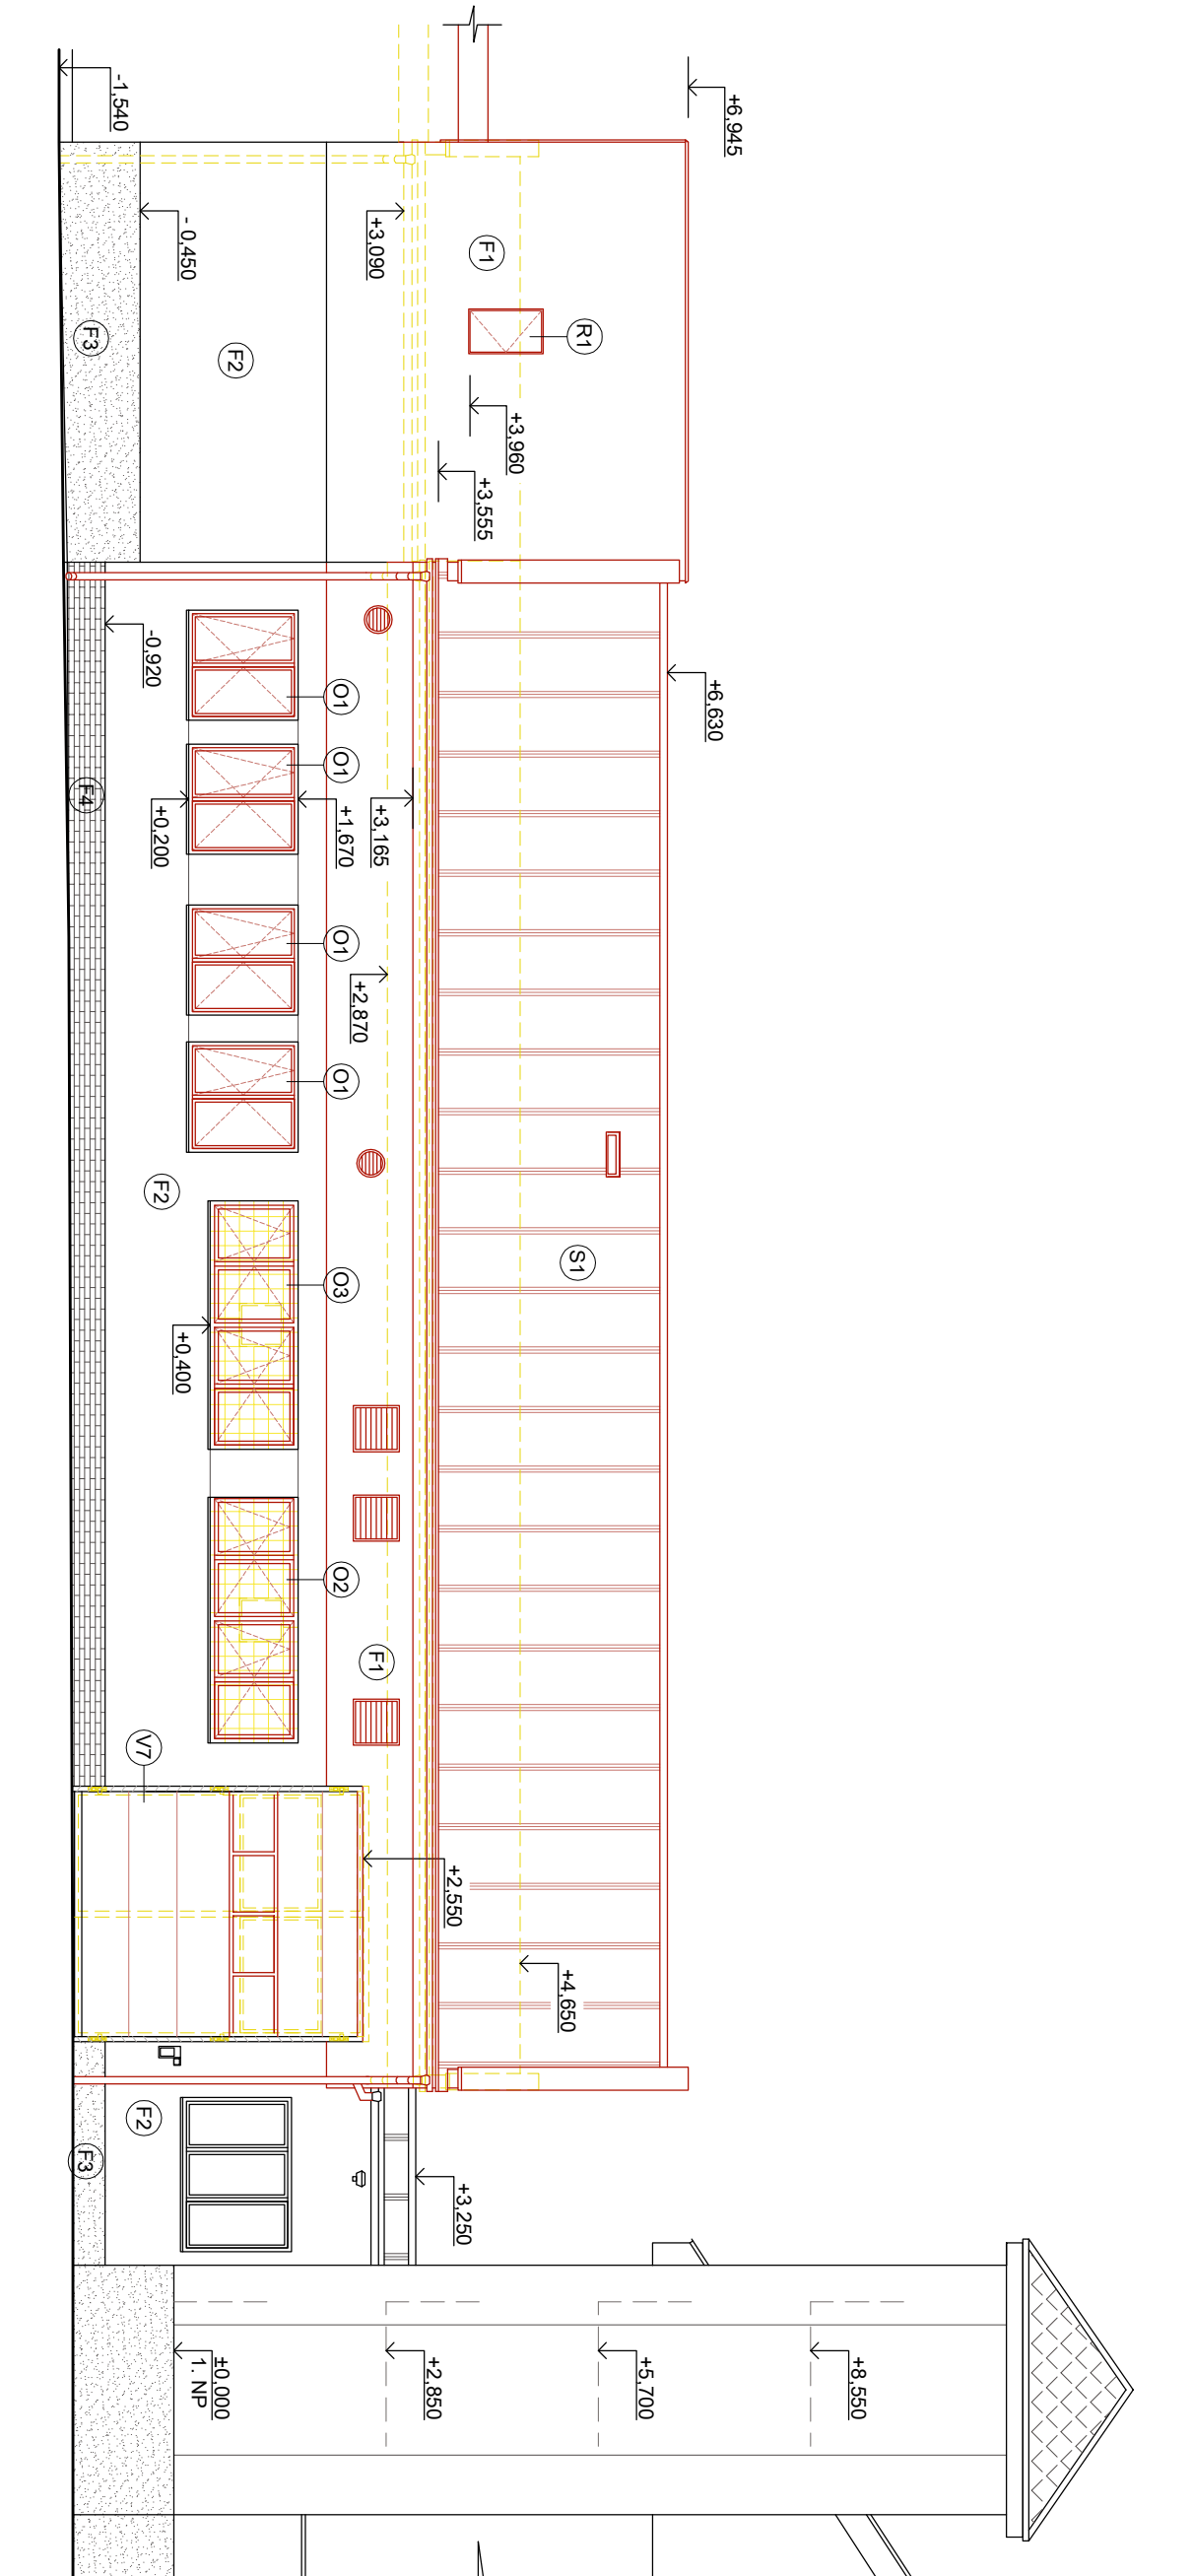 -1,540
+6,945
- 0,450
+3,090
F1
R1
F3
F2
+3,960
+3,555
-0,920
+6,630
O1
O1
F4
+0,200
+1,670
+3,165
O1
+2,870
O1
F2
S1
O3
+0,400
O2
F1
V7
+2,550
+4,650
F2
F3
+3,250
±0,000
1. NP
+2,850
+5,700
+8,550